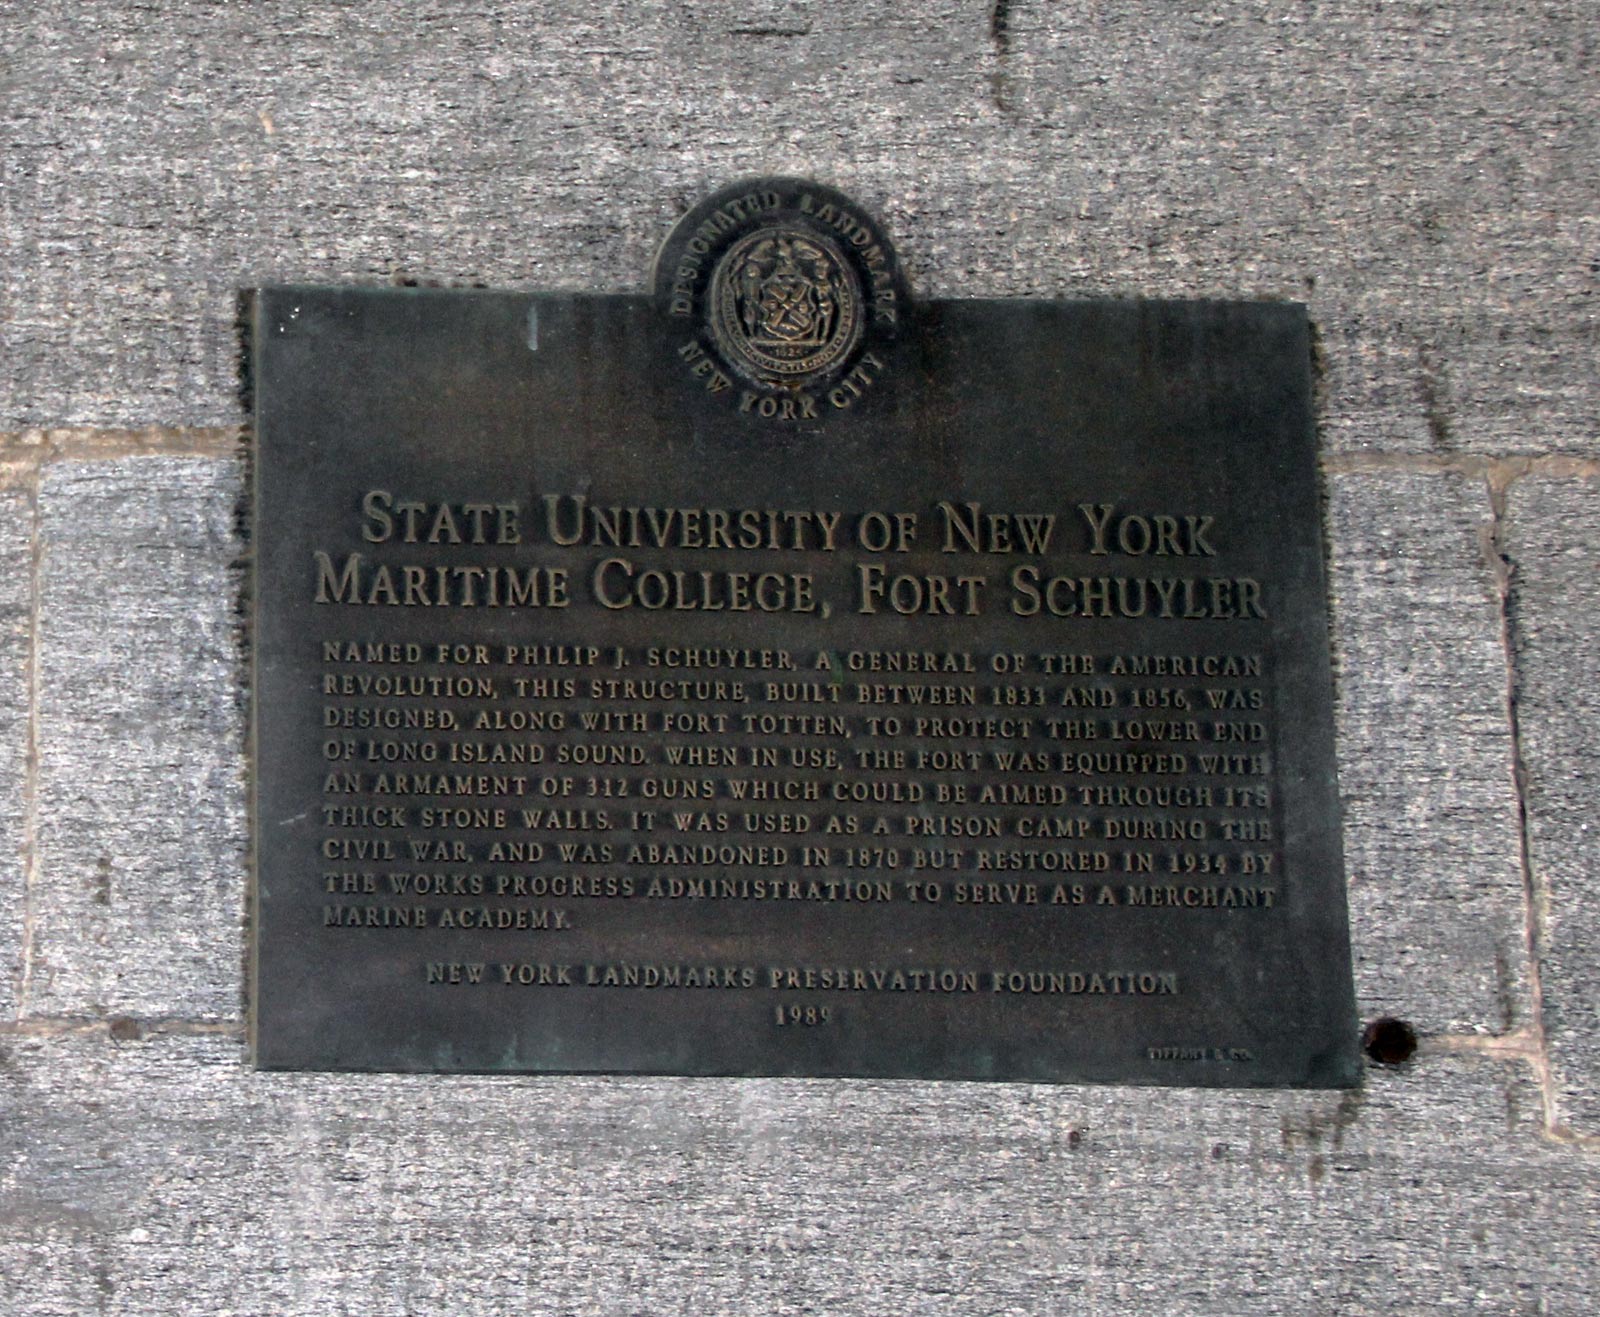 DESIGNATED LANDMARK
NEW YORK CITY
1625
STATE UNIVERSITY OF NEW YORK
MARITIME COLLEGE, FORT SCHUYLER
NAMED FOR PHILIP J. SCHUYLER, A GENERAL OF THE AMERICAN
REVOLUTION, THIS STRUCTURE, BUILT BETWEEN 1833 AND 1856, WAS
DESIGNED, ALONG WITH FORT TOTTEN, TO PROTECT THE LOWER END
OF LONG ISLAND SOUND. WHEN IN USE, THE FORT WAS EQUIPPED WITH
AN ARMAMENT OF 312 GUNS WHICH COULD BE AIMED THROUGH ITS
THICK STONE WALLS. IT WAS USED AS A PRISON CAMP DURING THE
CIVIL WAR, AND WAS ABANDONED IN 1870 BUT RESTORED IN 1934 BY
THE WORKS PROGRESS ADMINISTRATION TO SERVE AS A MERCHANT
MARINE ACADEMY.
NEW YORK LANDMARKS PRESERVATION FOUNDATION
1989
TIFFANY & CO.